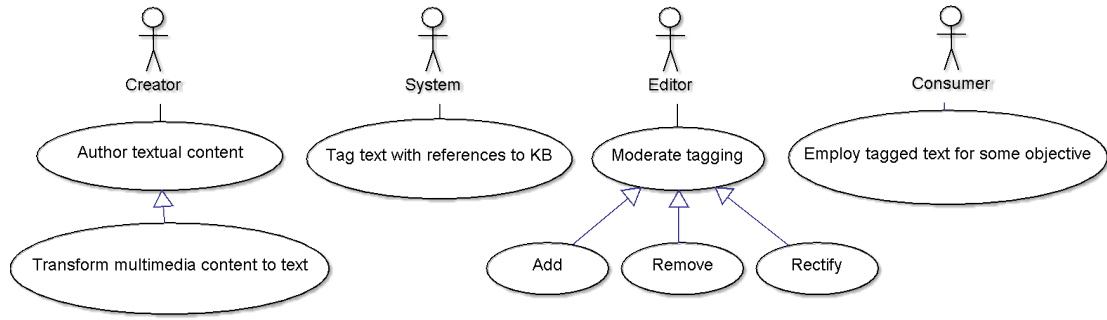 Creator
System
Editor
Consumer
Author textual content
Tag text with references to KB
Moderate tagging
Employ tagged text for some objective
Transform multimedia content to text
Add
Remove
Rectify